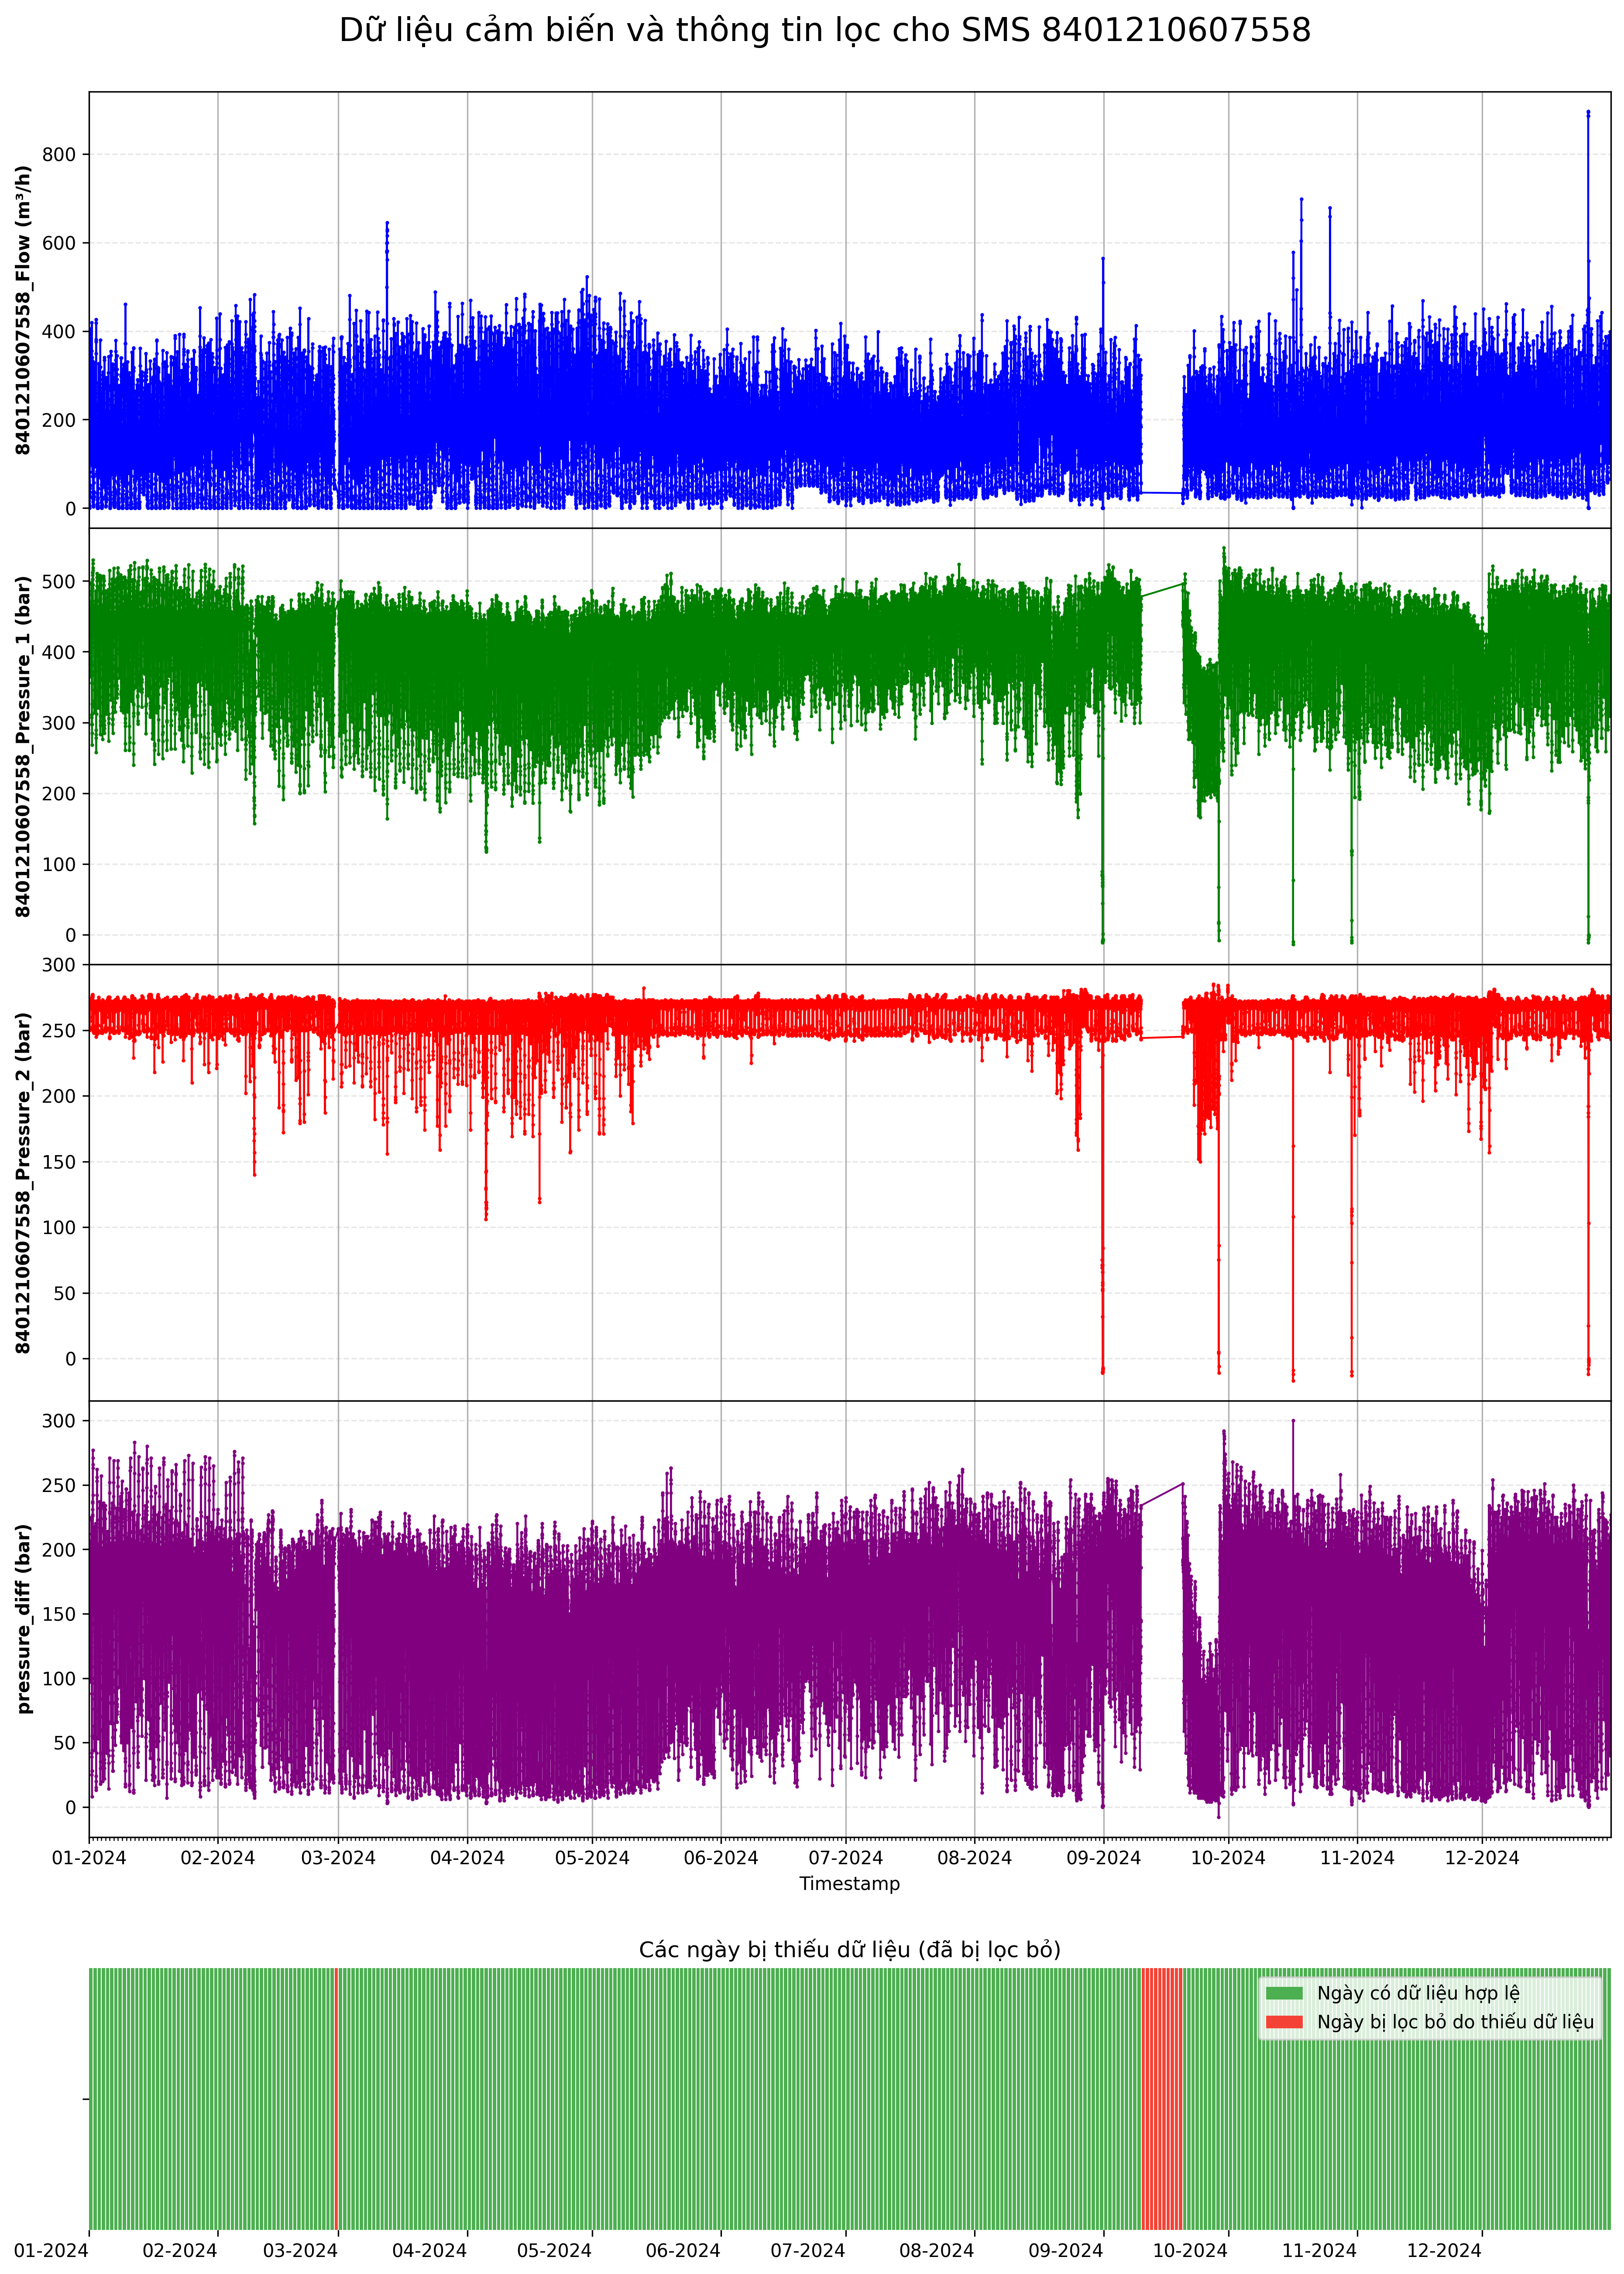 Dữ liệu cảm biến và thông tin lọc cho SMS 8401210607558
8401210607558_Flow (m³/h)
800
600
400
200
0
8401210607558_Pressure_1 (bar)
500
400
300
200
100
0
8401210607558_Pressure_2 (bar)
300
250
200
150
100
50
0
pressure_diff (bar)
300
250
200
150
100
50
0
01-2024 02-2024 03-2024 04-2024 05-2024 06-2024 07-2024 08-2024 09-2024 10-2024 11-2024 12-2024
Timestamp
Các ngày bị thiếu dữ liệu (đã bị lọc bỏ)
Ngày có dữ liệu hợp lệ
Ngày bị lọc bỏ do thiếu dữ liệu
01-2024 02-2024 03-2024 04-2024 05-2024 06-2024 07-2024 08-2024 09-2024 10-2024 11-2024 12-2024